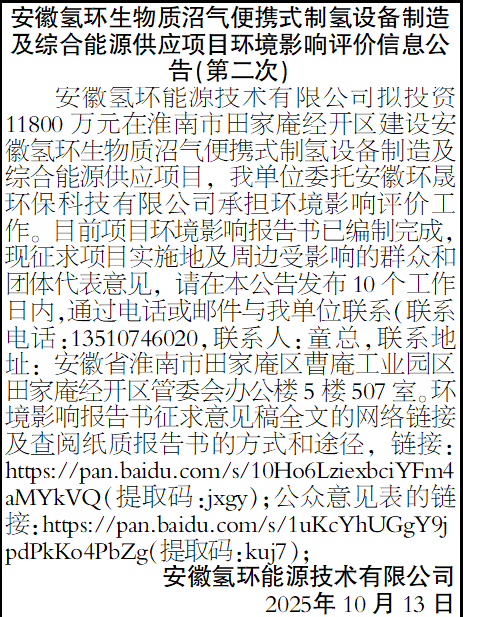 安徽氢环生物质沼气便携式制氢设备制造
及综合能源供应项目环境影响评价信息公
告(第二次)
安徽氢环能源技术有限公司拟投资
11800 万元在淮南市田家庵经开区建设安
徽氢环生物质沼气便携式制氢设备制造及
综合能源供应项目，我单位委托安徽环晟
环保科技有限公司承担环境影响评价工
作。目前项目环境影响报告书已编制完成，
现征求项目实施地及周边受影响的群众和
团体代表意见，请在本公告发布 10 个工作
日内,通过电话或邮件与我单位联系(联系
电话:13510746020,联系人:童总,联系地
址：安徽省淮南市田家庵区曹庵工业园区
田家庵经开区管委会办公楼 5 楼 507 室。环
境影响报告书征求意见稿全文的网络链接
及查阅纸质报告书的方式和途径，链接：
https://pan.baidu.com/s/10Ho6LziexbciYFm4
aMYkVQ(提取码:jxgy);公众意见表的链
接:https://pan.baidu.com/s/1uKcYhUGgY9j
pdPkKo4PbZg(提取码:kuj7);
安徽氢环能源技术有限公司
2025年 10 月 13 日